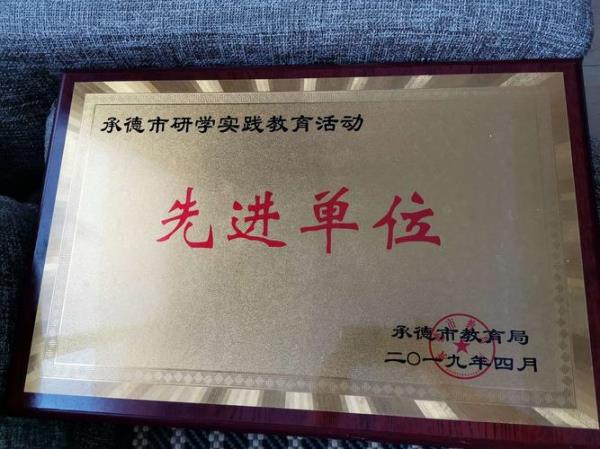 承德市研学实践教育活动
先进单位
承德市教育局
二〇一九年四月